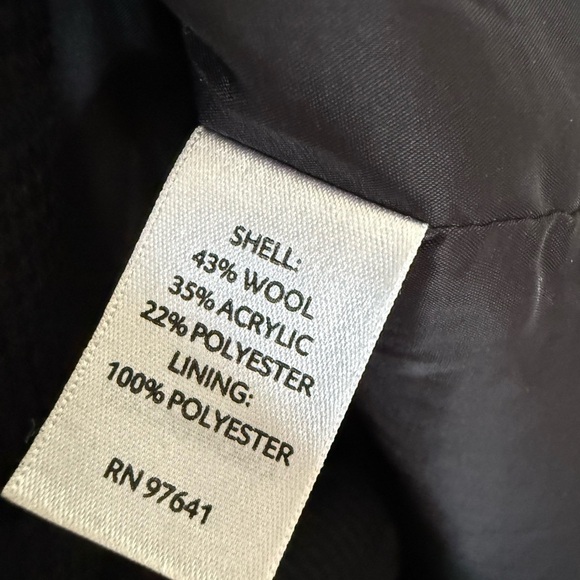 SHELL:
43% WOOL
35% ACRYLIC
22% POLYESTER
LINING:
100% POLYESTER
RN 97641